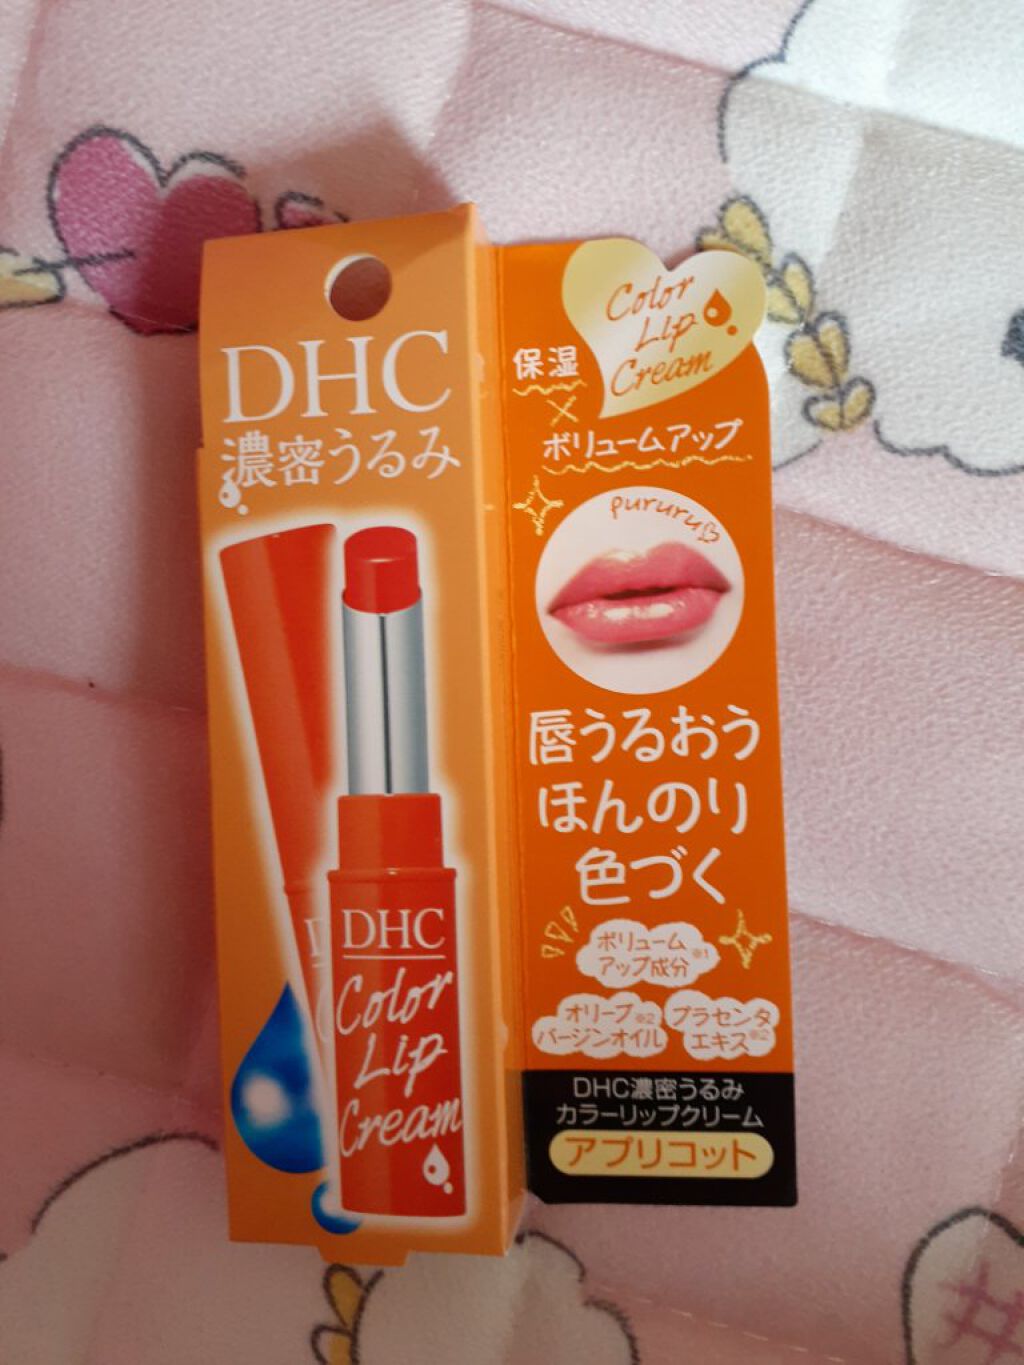 DHC
濃密うるみ
DHC
Color
Lip
Cream
Color
Lip
Cream
保湿
×
ボリュームアップ
pururun
唇うるおう
ほんのり
色づく
ボリューム
アップ成分※1
オリーブ※2
バージンオイル
プラセンタ
エキス※2
DHC濃密うるみ
カラーリップクリーム
アプリコット